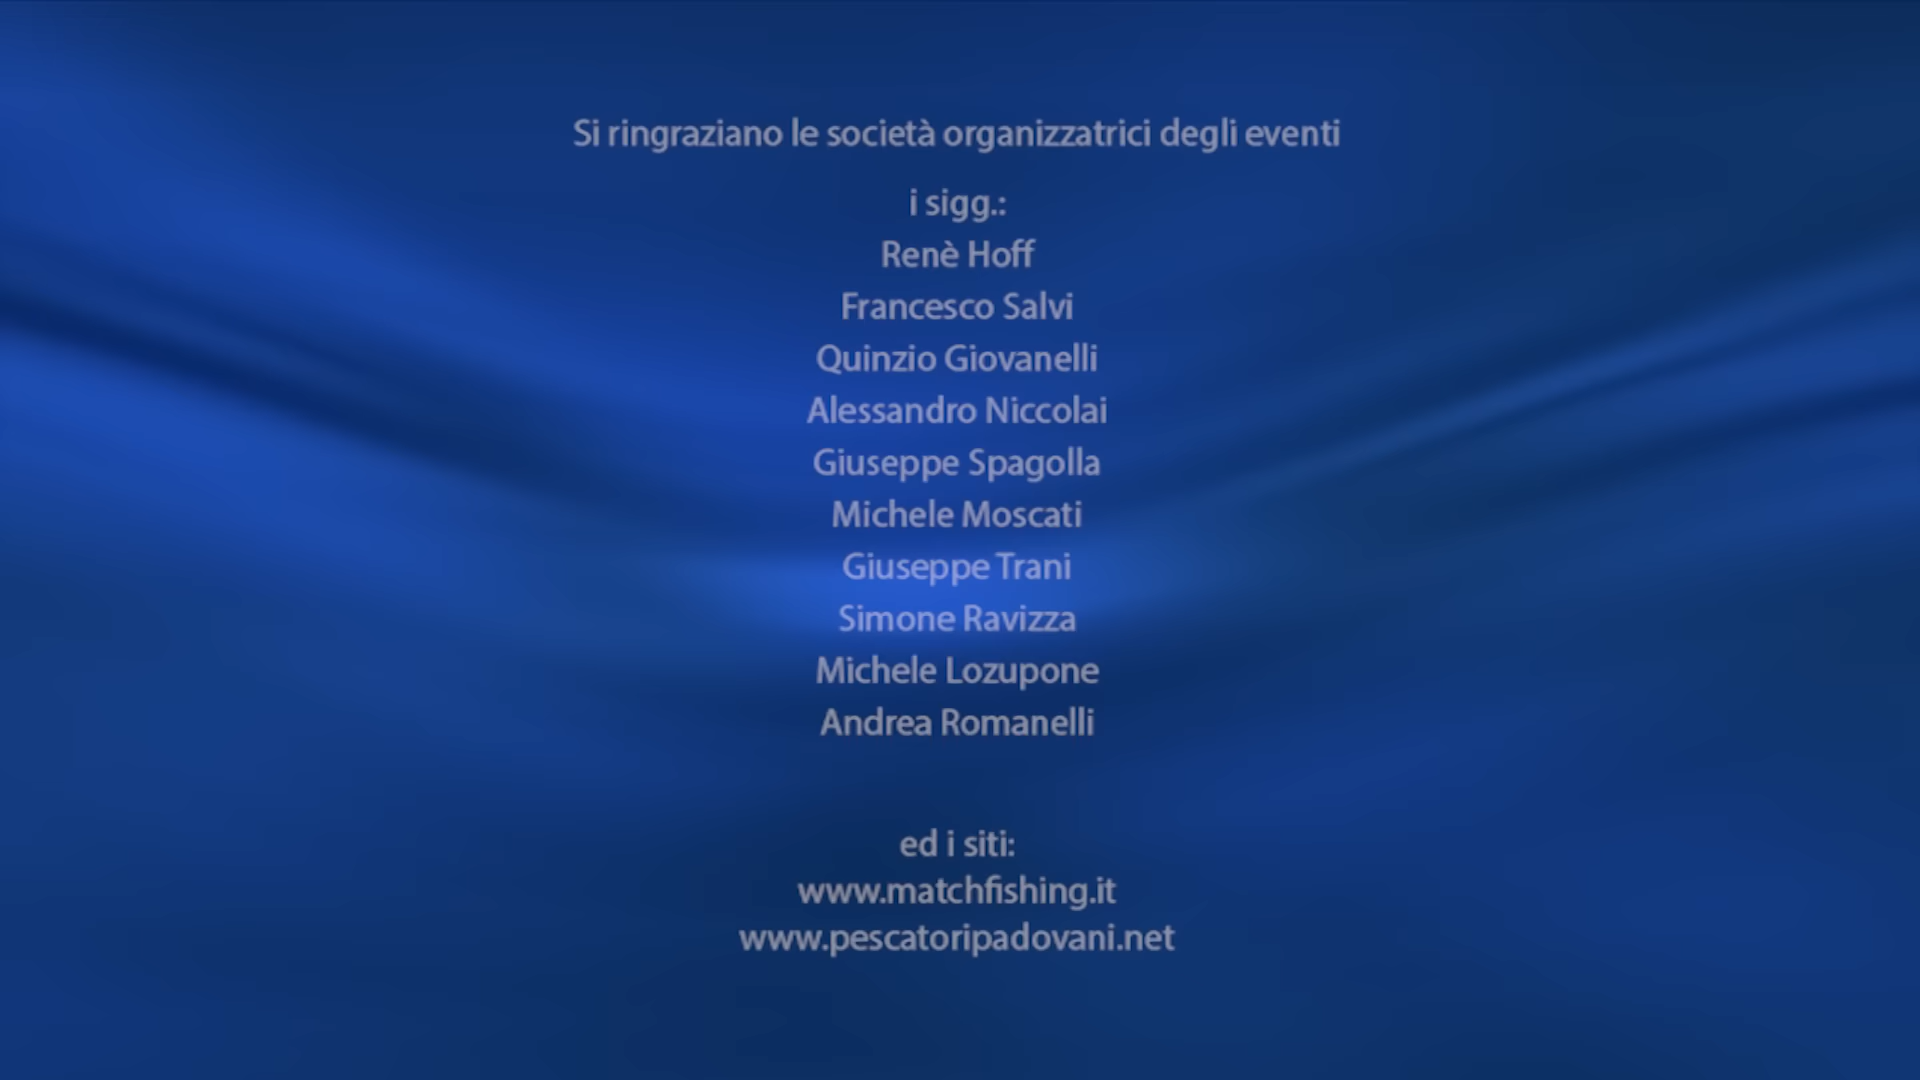 Si ringraziano le società organizzatrici degli eventi
i sigg.:
Renè Hoff
Francesco Salvi
Quinzio Giovanelli
Alessandro Niccolai
Giuseppe Spagolla
Michele Moscati
Giuseppe Trani
Simone Ravizza
Michele Lozupone
Andrea Romanelli
ed i siti:
www.matchfishing.it
www.pescatoripadovani.net